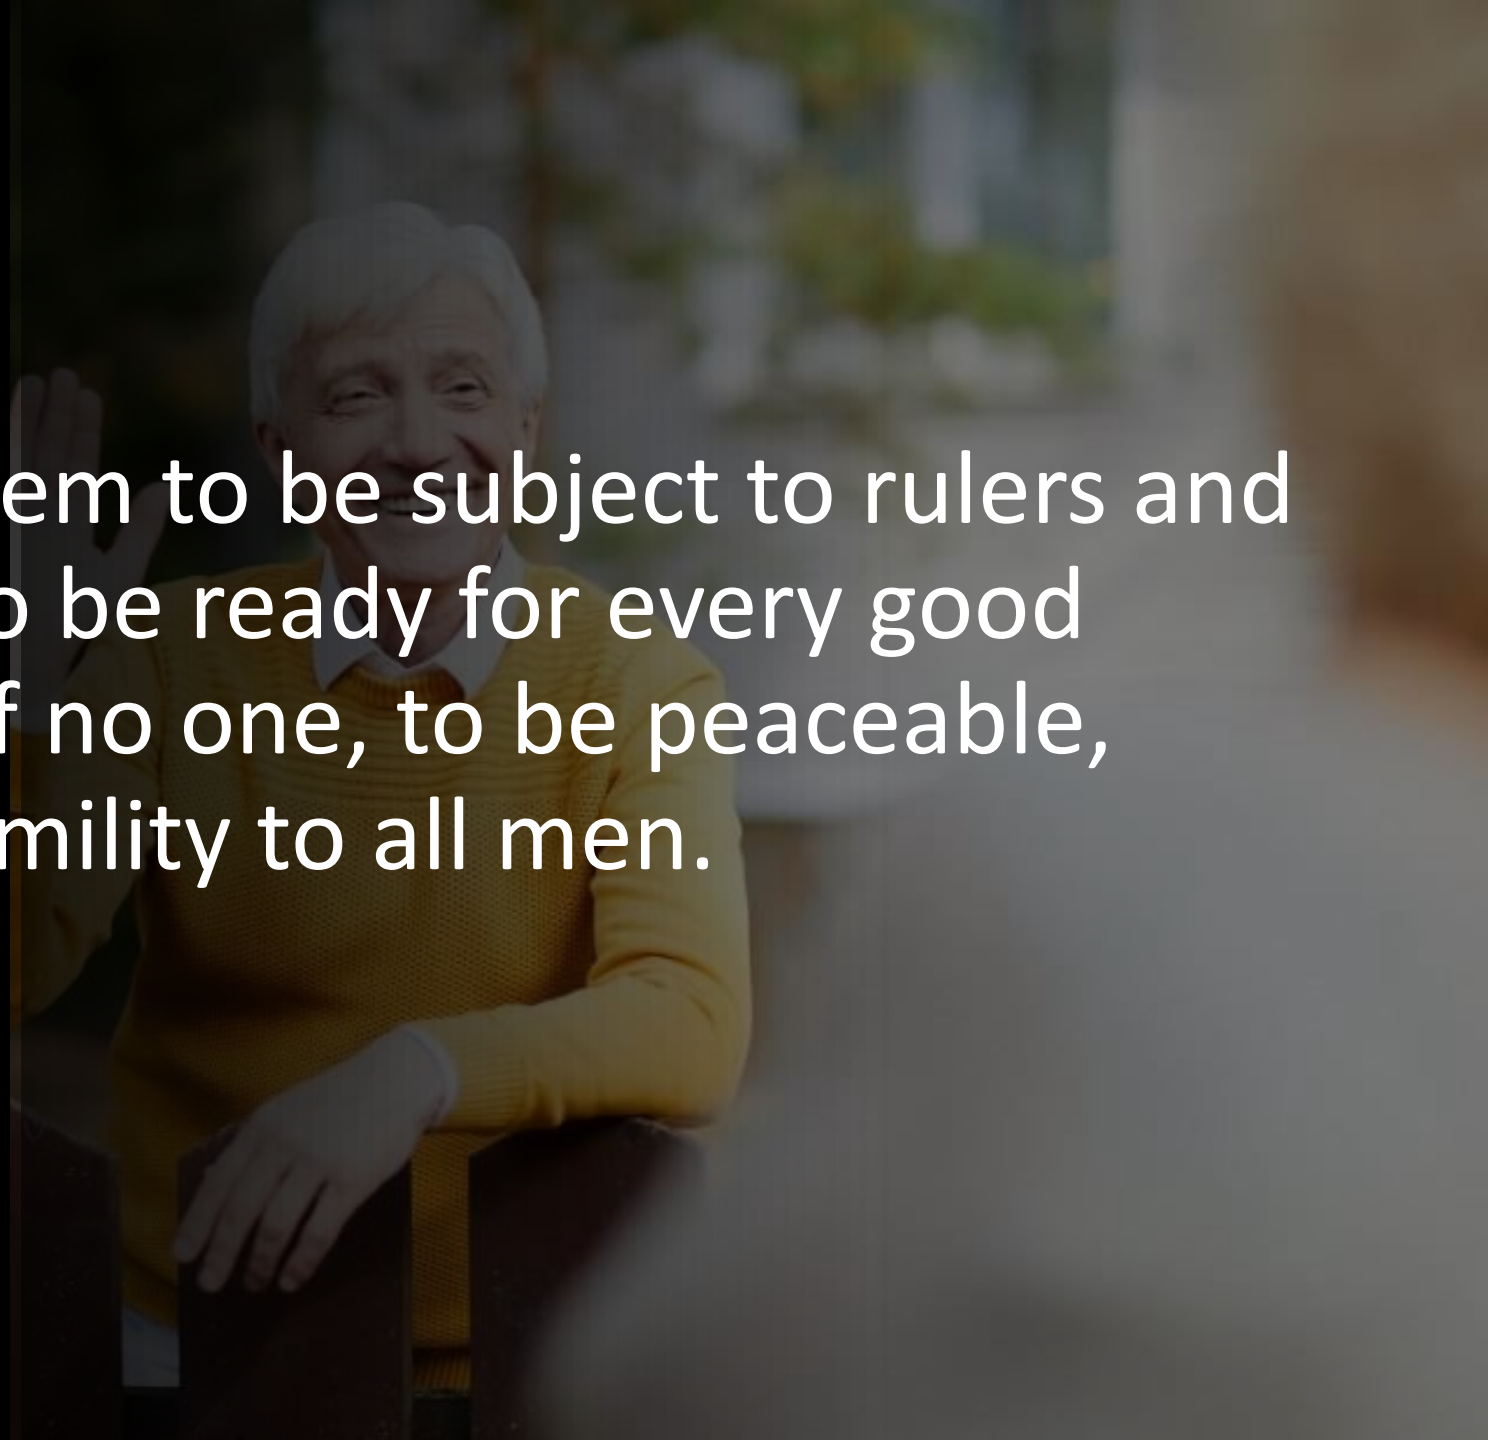 em to be subject to rulers and
o be ready for every good
f no one, to be peaceable,
mility to all men.